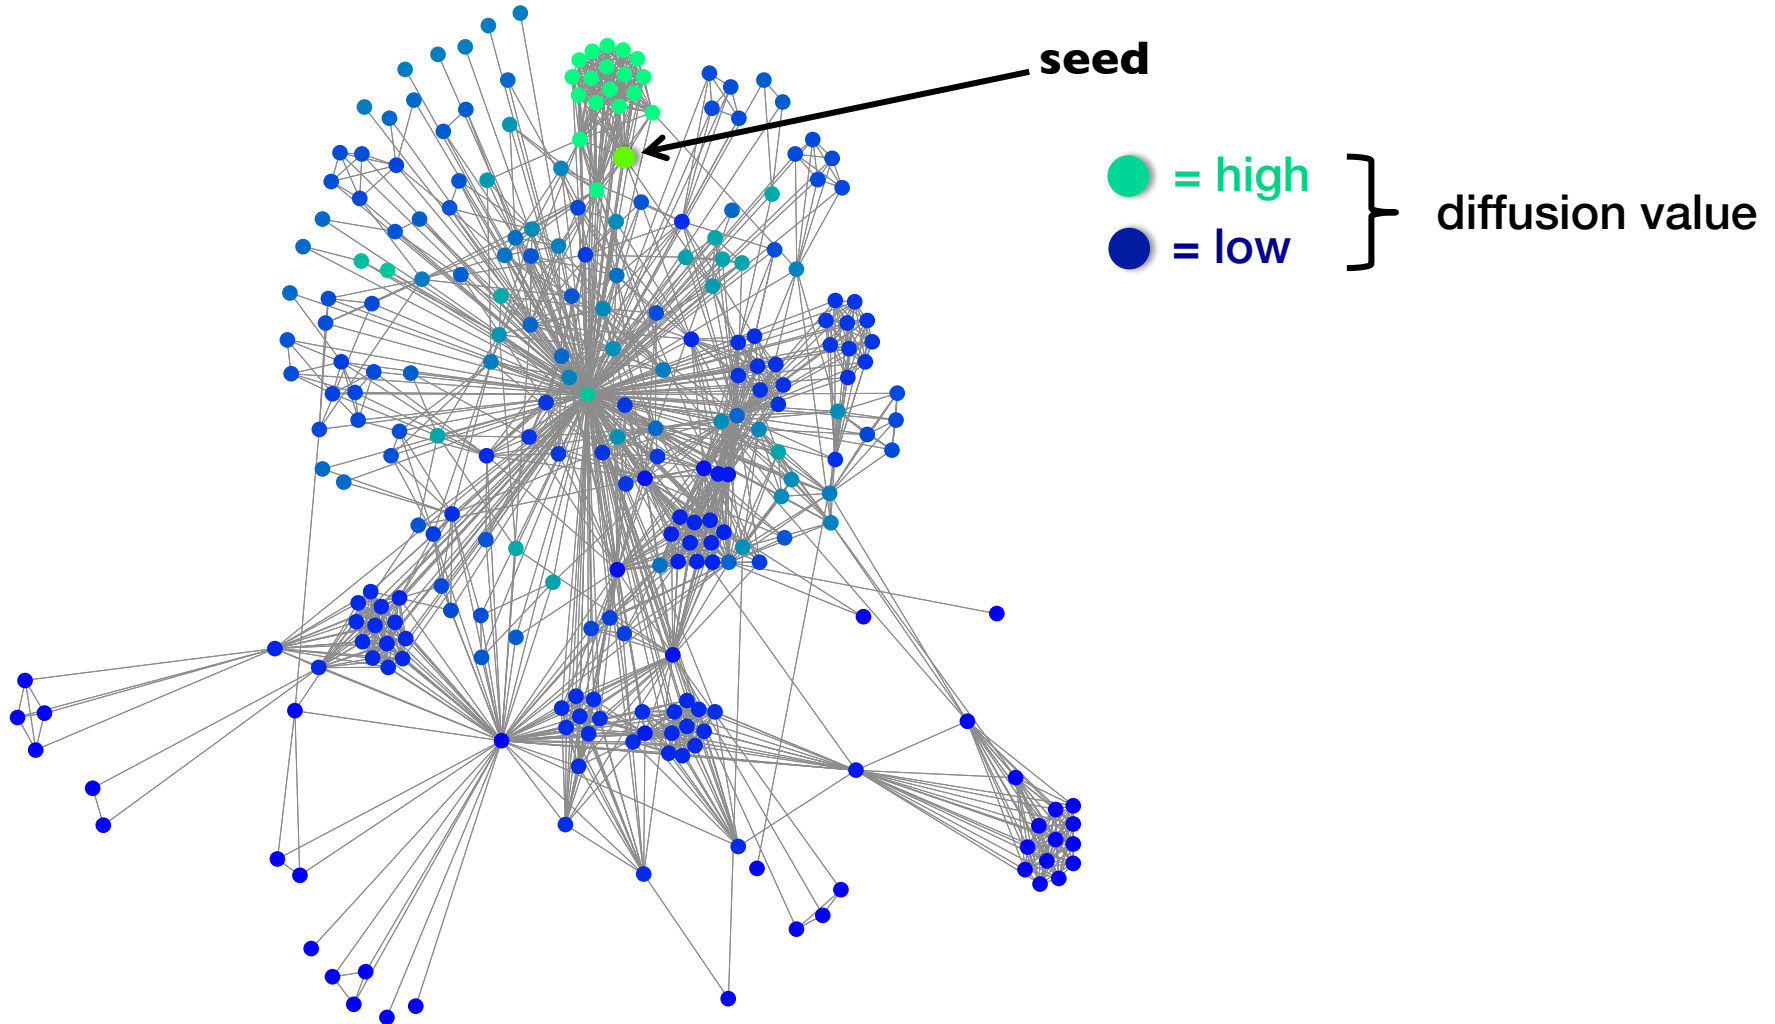 seed
= high
= low
diffusion value